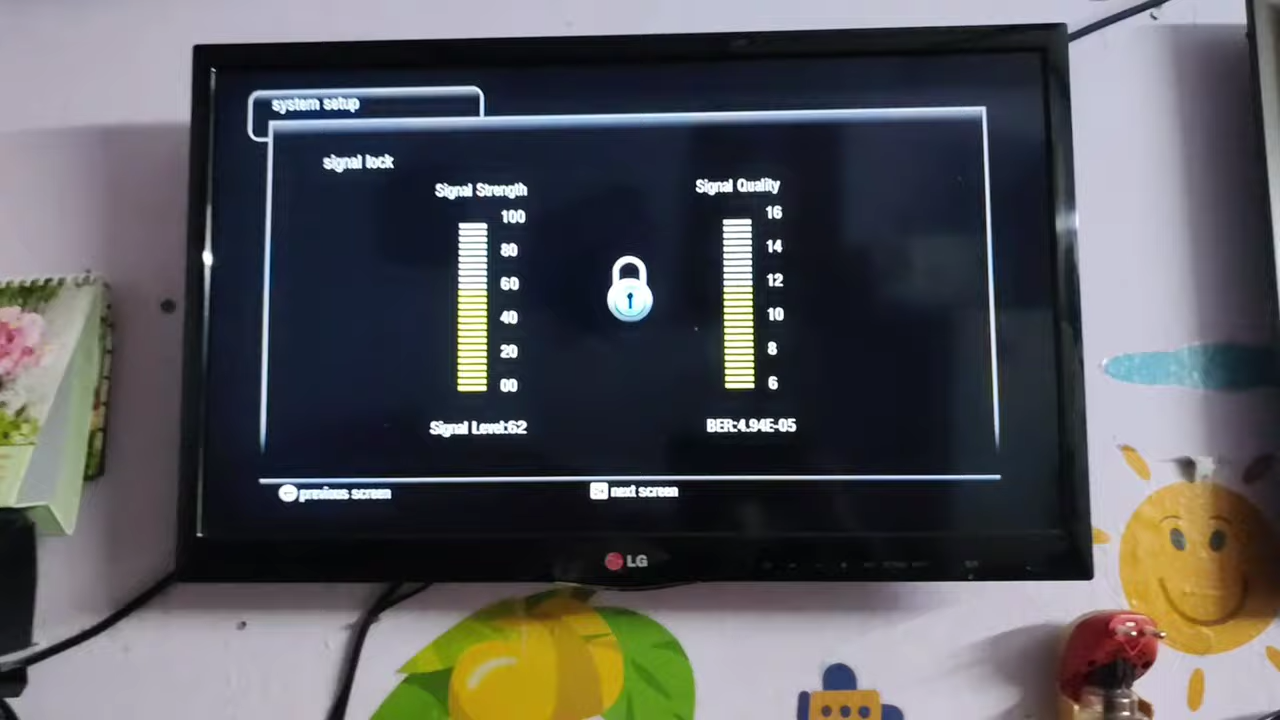 system setup
signal lock
Signal Strength
100
80
60
40
20
00
Signal Level:62
Signal Quality
16
14
12
10
8
6
BER:4.94E-05
previous screen
next screen
LG